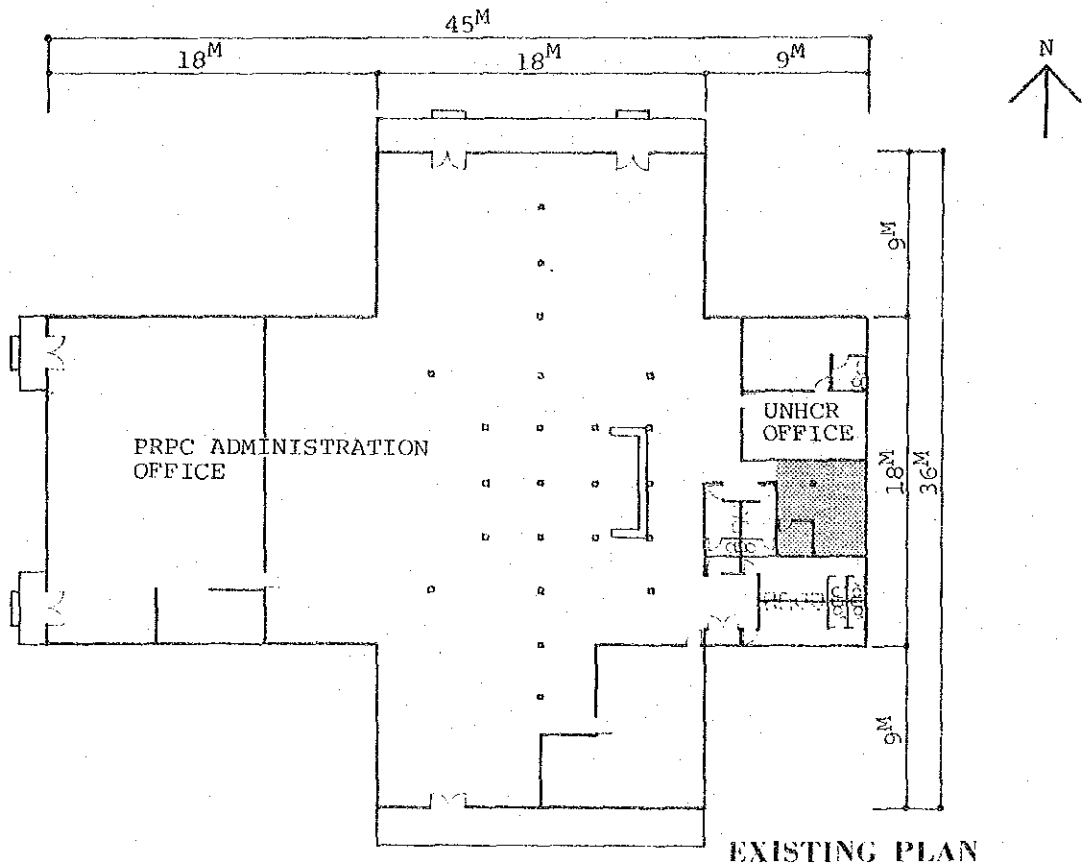 45M
18M 18M 9M
N
9M
18M
36M
9M
PRPC ADMINISTRATION
OFFICE
UNHCR
OFFICE
EXISTING PLAN